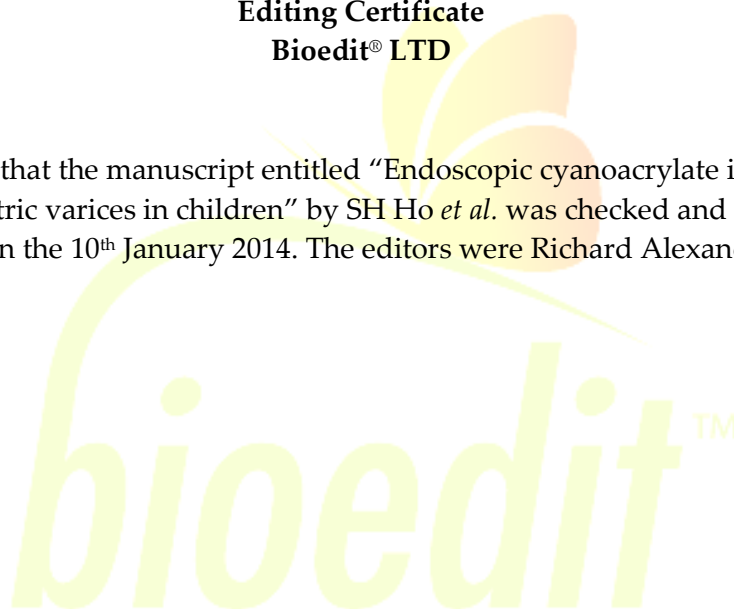 Editing Certificate
Bioedit® LTD
that the manuscript entitled “Endoscopic cyanoacrylate i
tric varices in children” by SH Ho et al. was checked and
n the 10th January 2014. The editors were Richard Alexan
bioedit™